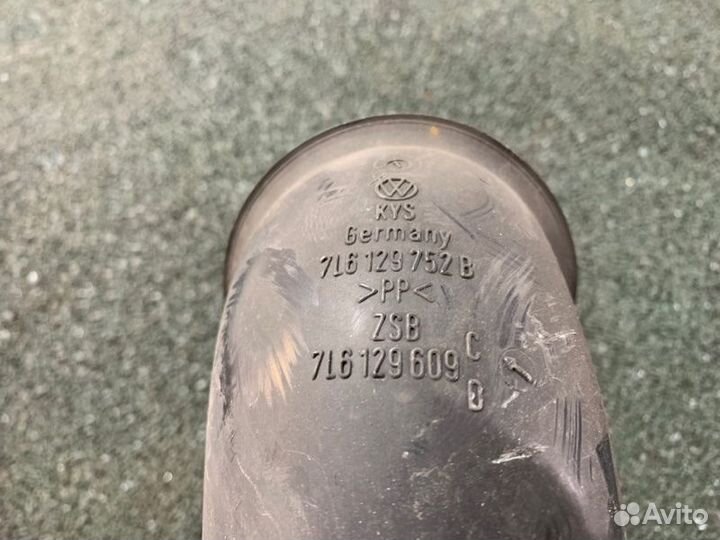 KYS
Germany
7L6 129 752 B
>PP<
ZSB
7L6 129 609 C
D
Avito